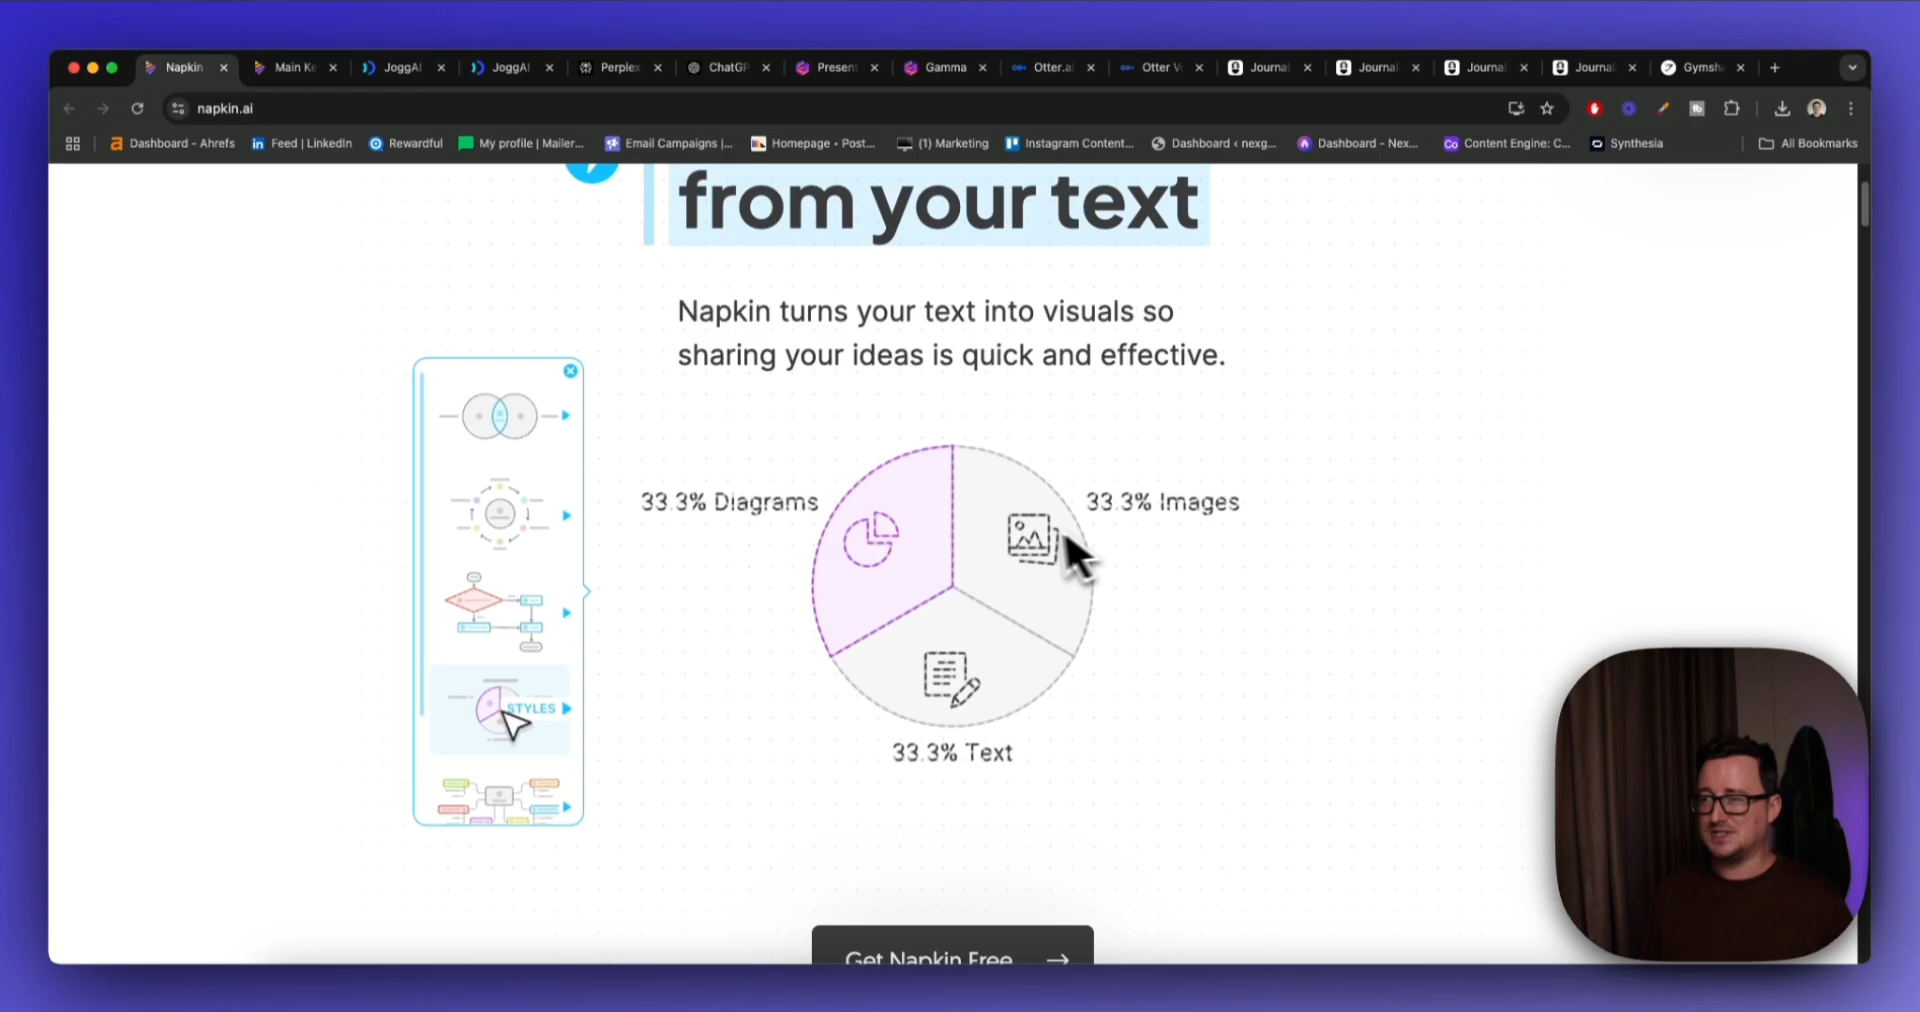 Napkin
Main Ke
JoggAI
JoggAI
Perplex
ChatGP
Present
Gamma
Otter.a
Otter Vo
Journal
Journal
Journal
Journal
Gymsha
napkin.ai
Dashboard - Ahrefs
Feed | LinkedIn
Rewardful
My profile | Mailer...
Email Campaigns |...
Homepage • Post...
(1) Marketing
Instagram Content...
Dashboard ‹ nexg...
Dashboard - Nex...
Content Engine: C...
Synthesia
All Bookmarks
from your text
Napkin turns your text into visuals so
sharing your ideas is quick and effective.
33.3% Diagrams
33.3% Images
STYLES
33.3% Text
Get Napkin Free